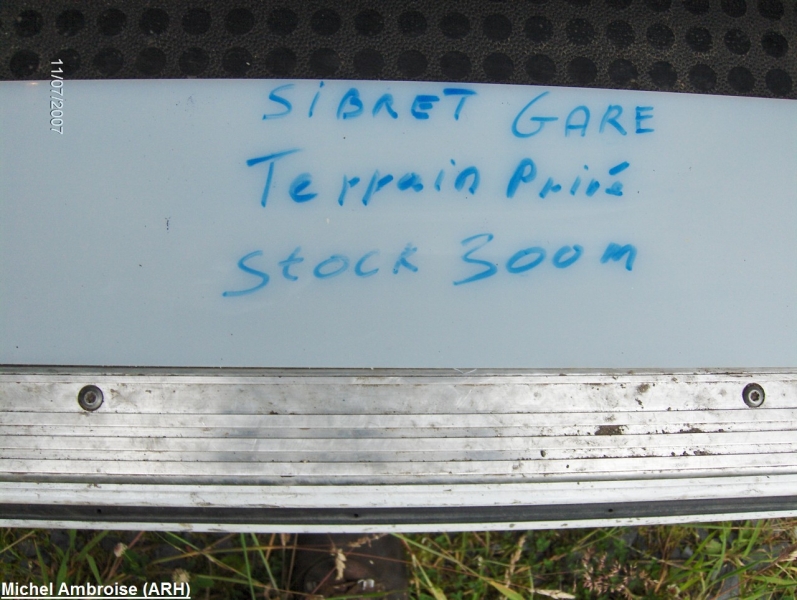 11/07/2007
SiBRET GARE
Terrain Privé
Stock 300m
Michel Ambroise (ARH)